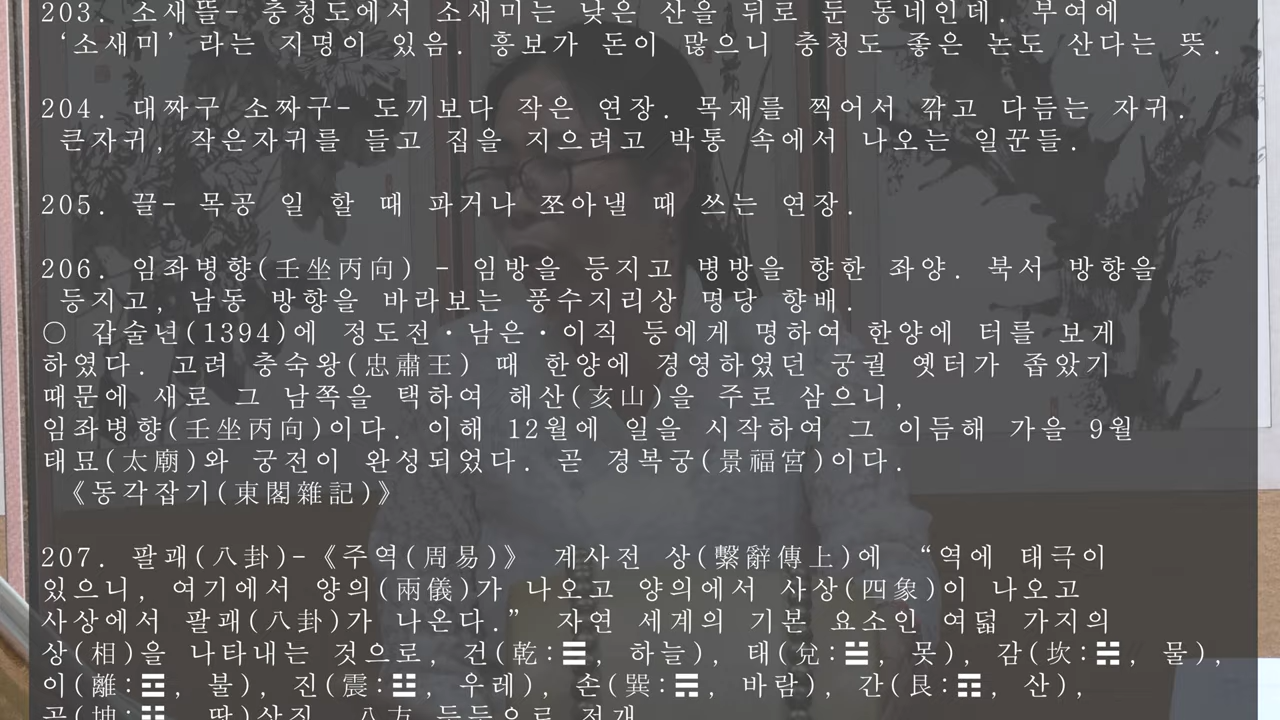 203. 소새뜰- 충청도에서 소새미는 낮은 산을 뒤로 둔 동네인데. 부여에
‘소새미’라는 지명이 있음. 흥보가 돈이 많으니 충청도 좋은 논도 산다는 뜻.
204. 대짜구 소짜구- 도끼보다 작은 연장. 목재를 찍어서 깎고 다듬는 자귀.
큰자귀, 작은자귀를 들고 집을 지으려고 박통 속에서 나오는 일꾼들.
205. 끌- 목공 일 할 때 파거나 쪼아낼 때 쓰는 연장.
206. 임좌병향(壬坐丙向) - 임방을 등지고 병방을 향한 좌양. 북서 방향을
등지고, 남동 방향을 바라보는 풍수지리상 명당 향배.
○ 갑술년(1394)에 정도전·남은·이직 등에게 명하여 한양에 터를 보게
하였다. 고려 충숙왕(忠肅王) 때 한양에 경영하였던 궁궐 옛터가 좁았기
때문에 새로 그 남쪽을 택하여 해산(亥山)을 주로 삼으니,
임좌병향(壬坐丙向)이다. 이해 12월에 일을 시작하여 그 이듬해 가을 9월
태묘(太廟)와 궁전이 완성되었다. 곧 경복궁(景福宮)이다.
《동각잡기(東閣雜記)》
207. 팔괘(八卦)-《주역(周易)》 계사전 상(繫辭傳上)에 “역에 태극이
있으니, 여기에서 양의(兩儀)가 나오고 양의에서 사상(四象)이 나오고
사상에서 팔괘(八卦)가 나온다.” 자연 세계의 기본 요소인 여덟 가지의
상(相)을 나타내는 것으로, 건(乾:☰, 하늘), 태(兌:☱, 못), 감(坎:☵, 물),
이(離:☲, 불), 진(震:☳, 우레), 손(巽:☴, 바람), 간(艮:☶, 산),
곤(坤:☷, 땅)상징. 八方 등등으로 전개